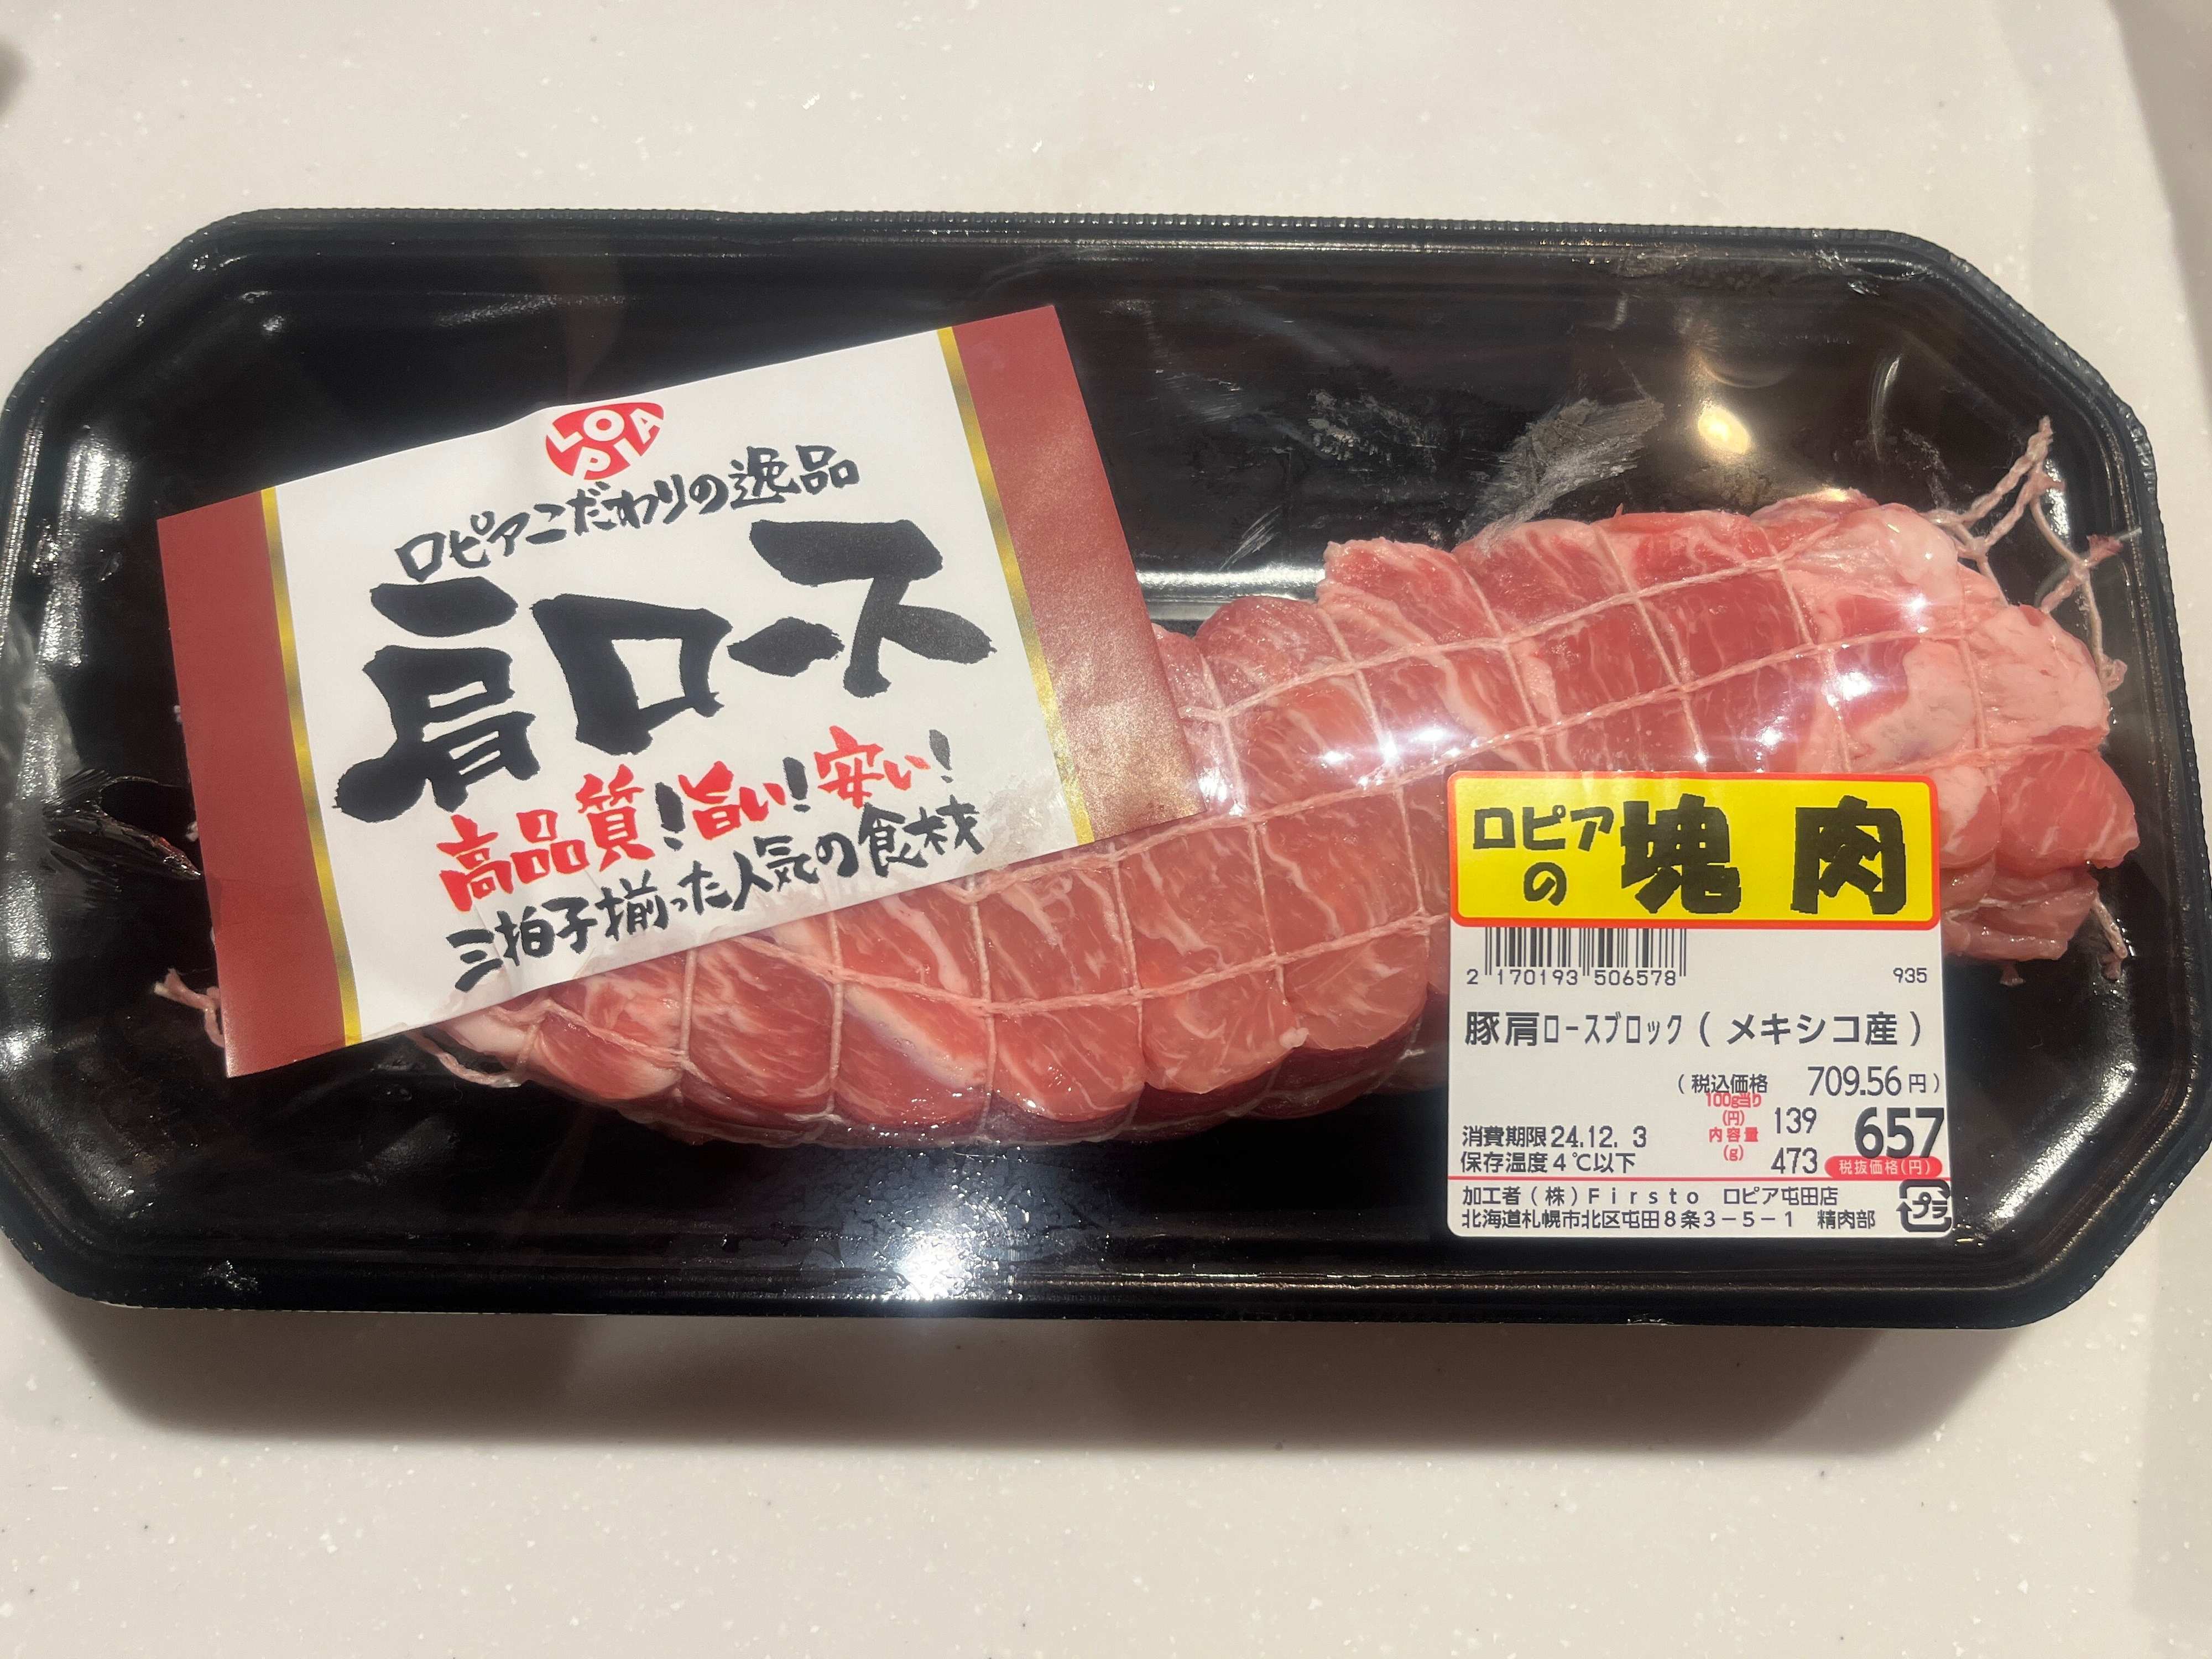 LOPIA
ロピアこだわりの逸品
肩ロース
高品質!旨い!安い!
三拍子揃った人気の食材
ロピアの塊肉
2 170193 506578
935
豚肩ロースブロック(メキシコ産)
(税込価格 709.56円)
100g当り(円) 139
657
税抜価格(円)
消費期限24.12. 3
内容量(g) 473
保存温度4℃以下
加工者(株)Firsto ロピア屯田店
北海道札幌市北区屯田8条3-5-1 精肉部
プラ